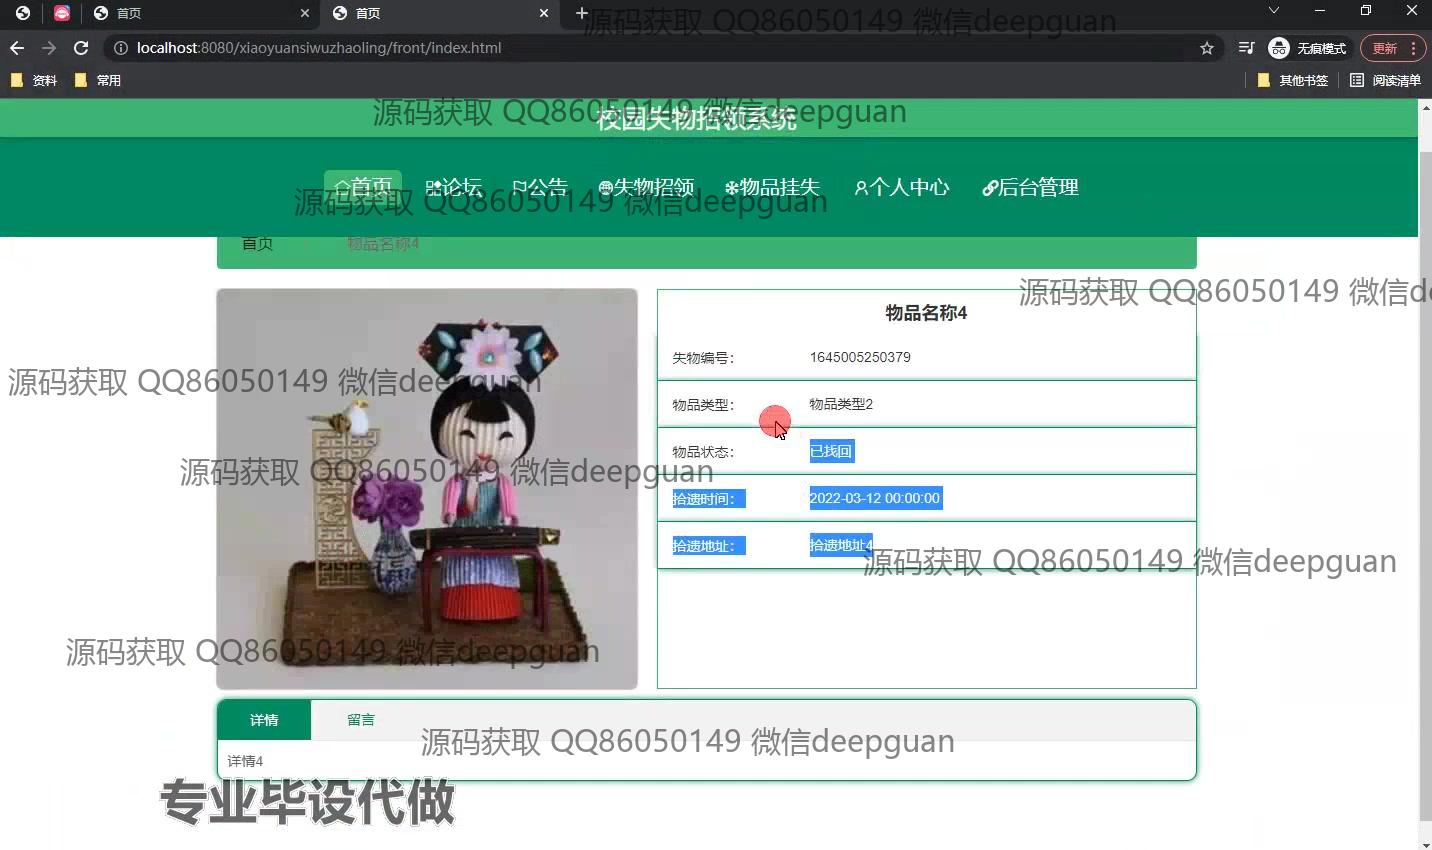 首页
首页
源码获取 QQ86050149 微信deepguan
localhost:8080/xiaoyuansiwuzhaoling/front/index.html
无痕模式
更新
资料
常用
其他书签
阅读清单
源码获取 QQ86050149 微信deepguan
校园失物招领系统
首页
论坛
公告
失物招领
物品挂失
个人中心
后台管理
源码获取 QQ86050149 微信deepguan
首页
物品名称4
源码获取 QQ86050149 微信de
物品名称4
失物编号：
1645005250379
源码获取 QQ86050149 微信deepguan
物品类型：
物品类型2
物品状态：
已找回
源码获取 QQ86050149 微信deepguan
拾遗时间：
2022-03-12 00:00:00
拾遗地址：
拾遗地址4
源码获取 QQ86050149 微信deepguan
源码获取 QQ86050149 微信deepguan
详情
留言
源码获取 QQ86050149 微信deepguan
详情4
专业毕设代做